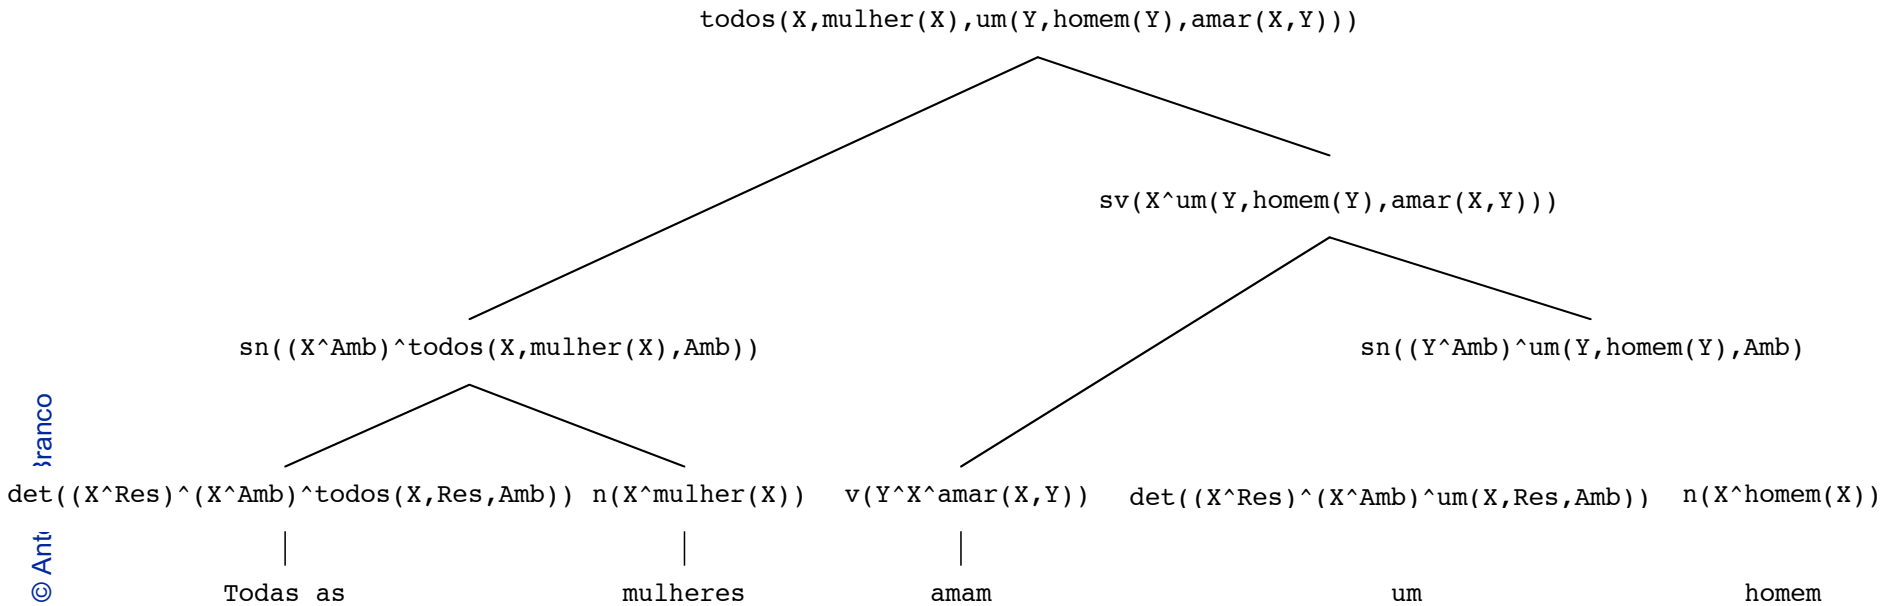 todos(X,mulher(X),um(Y,homem(Y),amar(X,Y)))
sv(X^um(Y,homem(Y),amar(X,Y)))
sn((X^Amb)^todos(X,mulher(X),Amb))
sn((Y^Amb)^um(Y,homem(Y),Amb)
det((X^Res)^(X^Amb)^todos(X,Res,Amb)) n(X^mulher(X)) v(Y^X^amar(X,Y)) det((X^Res)^(X^Amb)^um(X,Res,Amb)) n(X^homem(X))
Todas as mulheres amam um homem
©